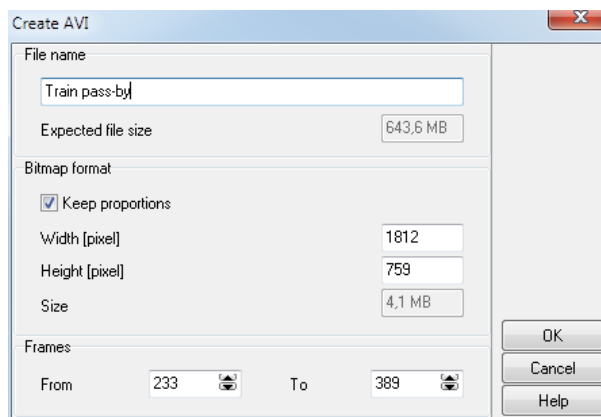 Create AVI
File name
Train pass-by
Expected file size 643,6 MB
Bitmap format
Keep proportions
Width [pixel] 1812
Height [pixel] 759
Size 4,1 MB
Frames
From 233 To 389
OK
Cancel
Help